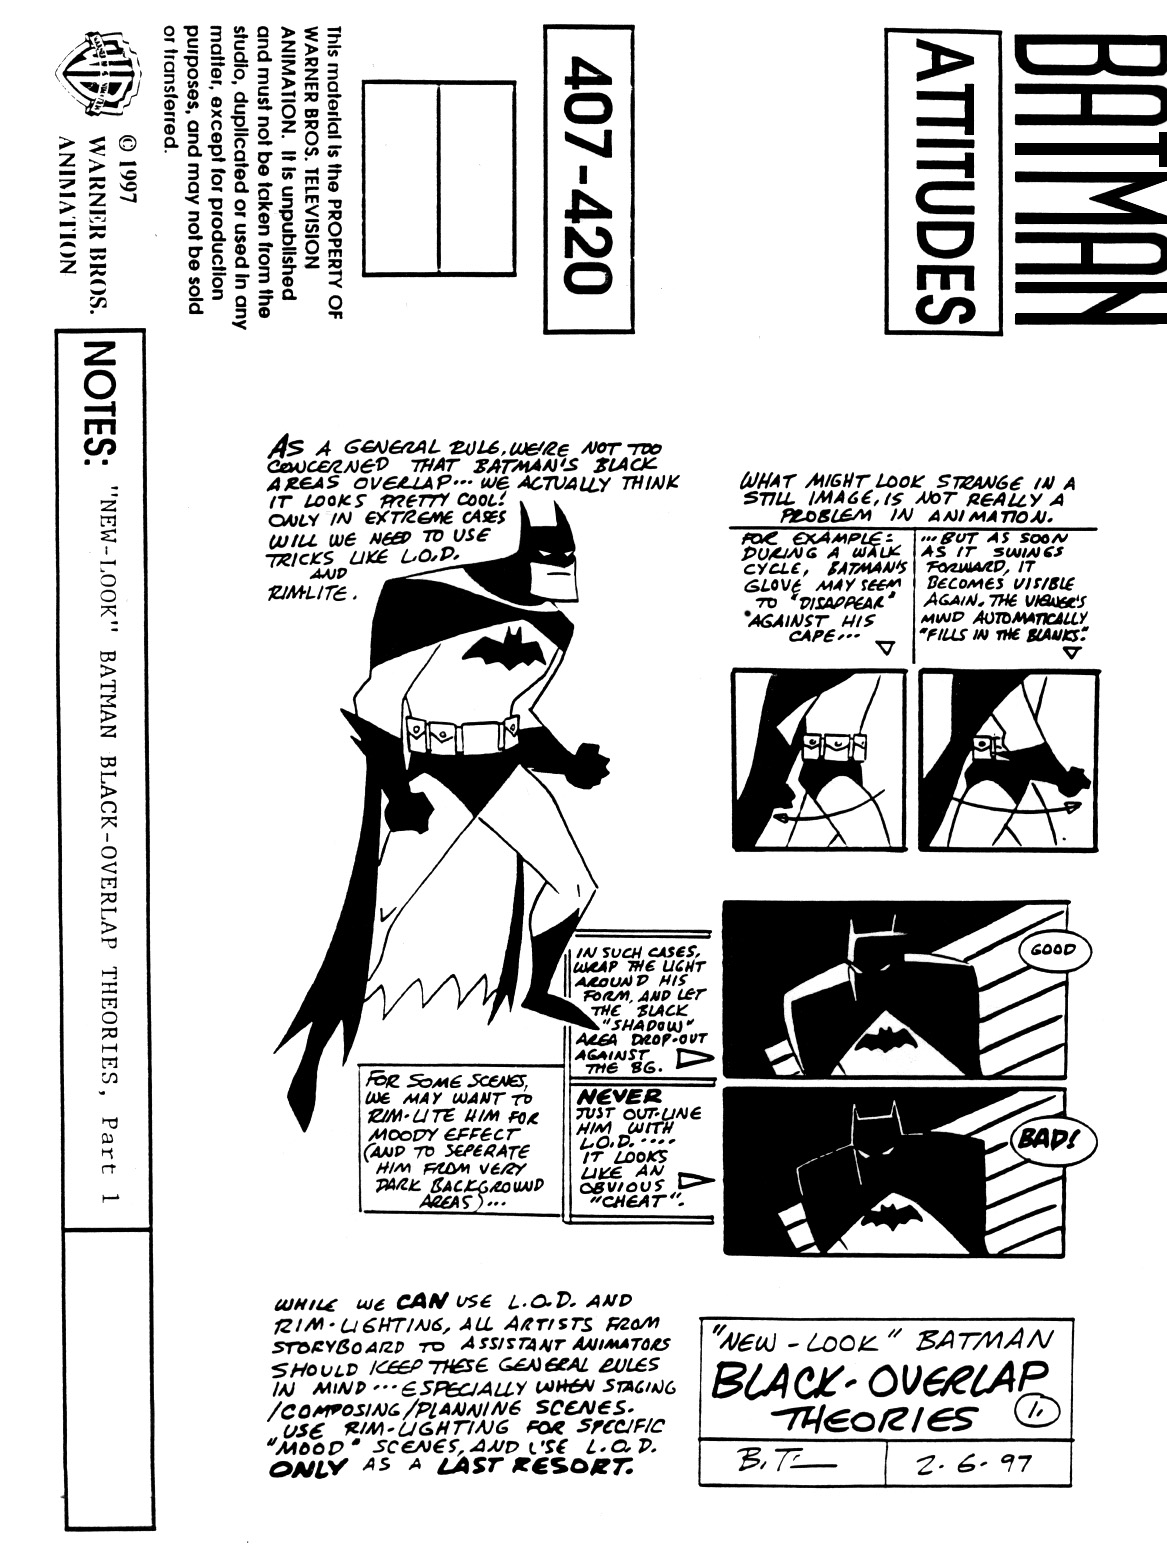 BATMAN
ATTITUDES
407-420
This material is the PROPERTY OF
WARNER BROS. TELEVISION
ANIMATION. It is unpublished
and must not be taken from the
studio, duplicated or used in any
matter, except for production
purposes, and may not be sold
or transferred.
© 1997
WARNER BROS.
ANIMATION
NOTES: "NEW-LOOK" BATMAN BLACK-OVERLAP THEORIES, Part 1
AS A GENERAL RULE, WE'RE NOT TOO
CONCERNED THAT BATMAN'S BLACK
AREAS OVERLAP... WE ACTUALLY THINK
IT LOOKS PRETTY COOL!
ONLY IN EXTREME CASES
WILL WE NEED TO USE
TRICKS LIKE L.O.D.
AND
RIM-LITE.
WHAT MIGHT LOOK STRANGE IN A
STILL IMAGE, IS NOT REALLY A
PROBLEM IN ANIMATION.
FOR EXAMPLE:
DURING A WALK
CYCLE, BATMAN'S
GLOVE MAY SEEM
TO "DISAPPEAR"
"AGAINST HIS
CAPE...
...BUT AS SOON
AS IT SWINGS
FORWARD, IT
BECOMES VISIBLE
AGAIN. THE VIEWER'S
MIND AUTOMATICALLY
"FILLS IN THE BLANKS."
FOR SOME SCENES,
WE MAY WANT TO
RIM-LITE HIM FOR
MOODY EFFECT
(AND TO SEPERATE
HIM FROM VERY
DARK BACKGROUND
AREAS)...
IN SUCH CASES,
WRAP THE LIGHT
AROUND HIS
FORM, AND LET
THE BLACK
"SHADOW"
AREA DROP-OUT
AGAINST
THE BG.
GOOD
NEVER
JUST OUT-LINE
HIM WITH
L.O.D. ....
IT LOOKS
LIKE AN
OBVIOUS
"CHEAT".
BAD!
WHILE WE CAN USE L.O.D. AND
RIM-LIGHTING, ALL ARTISTS FROM
STORYBOARD TO ASSISTANT ANIMATORS
SHOULD KEEP THESE GENERAL RULES
IN MIND... ESPECIALLY WHEN STAGING
/COMPOSING/PLANNING SCENES.
USE RIM-LIGHTING FOR SPECIFIC
"MOOD" SCENES, AND USE L.O.D.
ONLY AS A LAST RESORT.
"NEW-LOOK" BATMAN
BLACK-OVERLAP
THEORIES 1.
B.T.
2-6-97